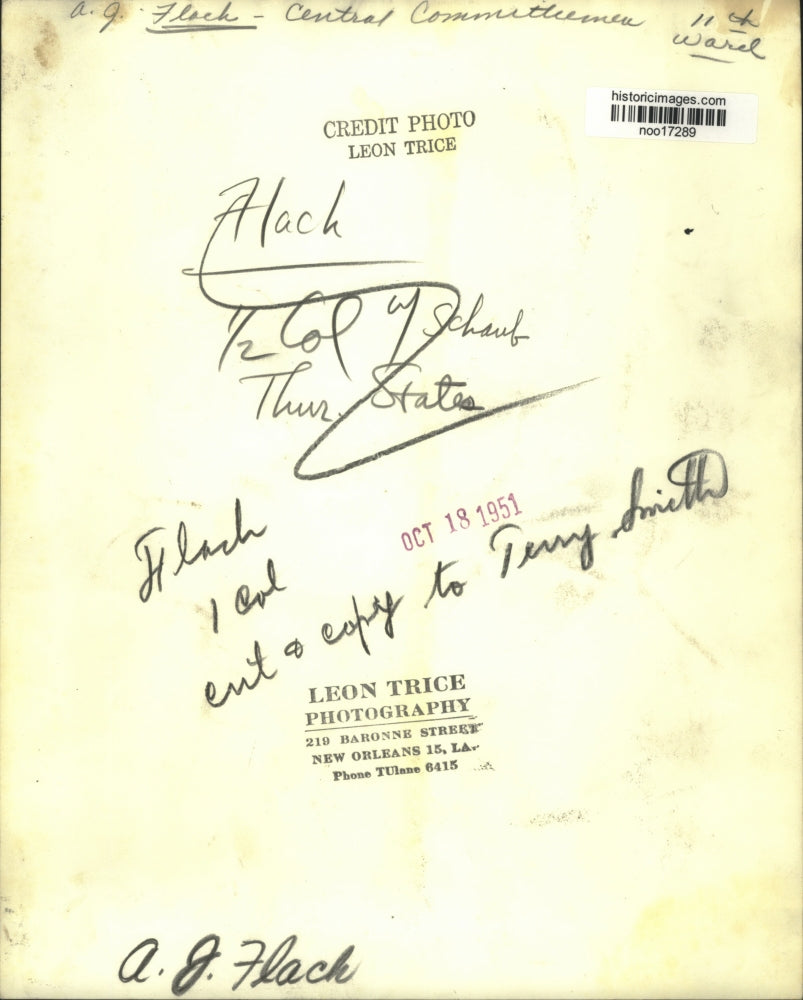 A. J. Flach - Central Committeemen 11th Ward
historicimages.com
noo17289
CREDIT PHOTO
LEON TRICE
Flach
1/2 Col w/ Schaub
Thur. States
OCT 18 1951
Flach
1 Col
cut & copy to Terry Smith
LEON TRICE
PHOTOGRAPHY
219 BARONNE STREET
NEW ORLEANS 15, LA.
Phone TUlane 6415
A. J. Flach